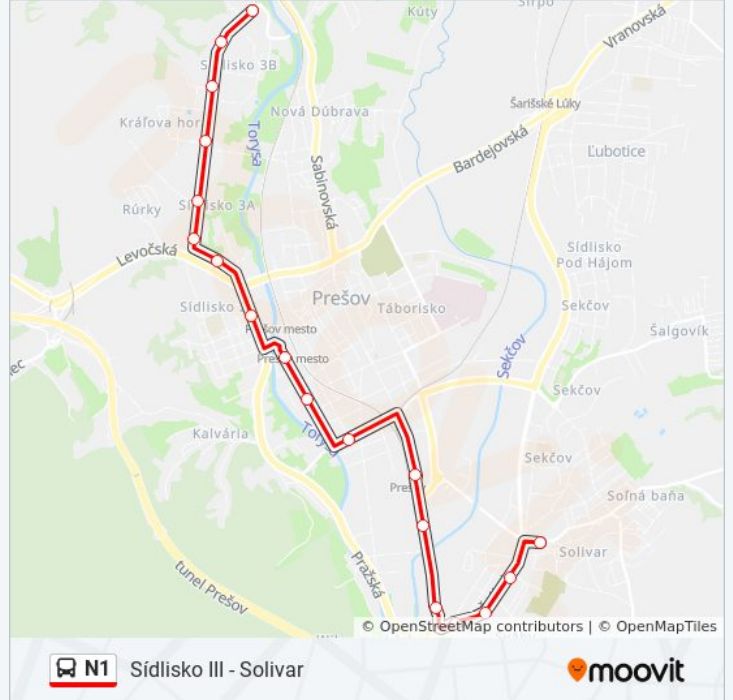 Kúty
Vranovská
Sídlisko 3B
Šarišské Lúky
Nová Dúbrava
Kráľova hor
Torysa
Bardejovská
Ľubotice
Sabinovská
Rúrky
Sídlisko 3A
Levočská
Sídlisko
Pod Hájom
Prešov
Sídlisko
Táborisko
Sekčov
Prešov mesto
Šalgovík
Prešov mesto
Sekčov
Sekčov
Kalvária
Torysa
Sekčov
Soľná baňa
Solivar
Pražská
tunel Prešov
© OpenStreetMap contributors | © OpenMapTiles
N1 Sídlisko III - Solivar
moovit